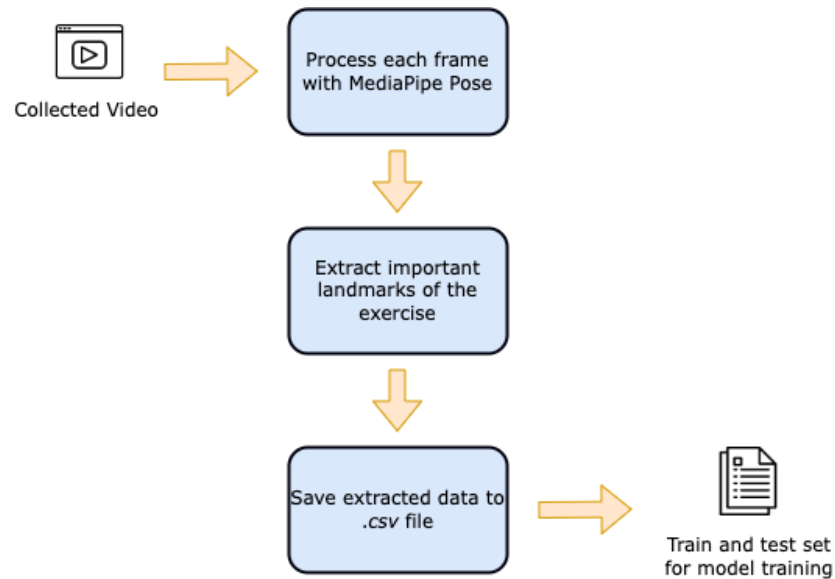 Process each frame
with MediaPipe Pose
Collected Video
Extract important
landmarks of the
exercise
Save extracted data to
.csv file
Train and test set
for model training